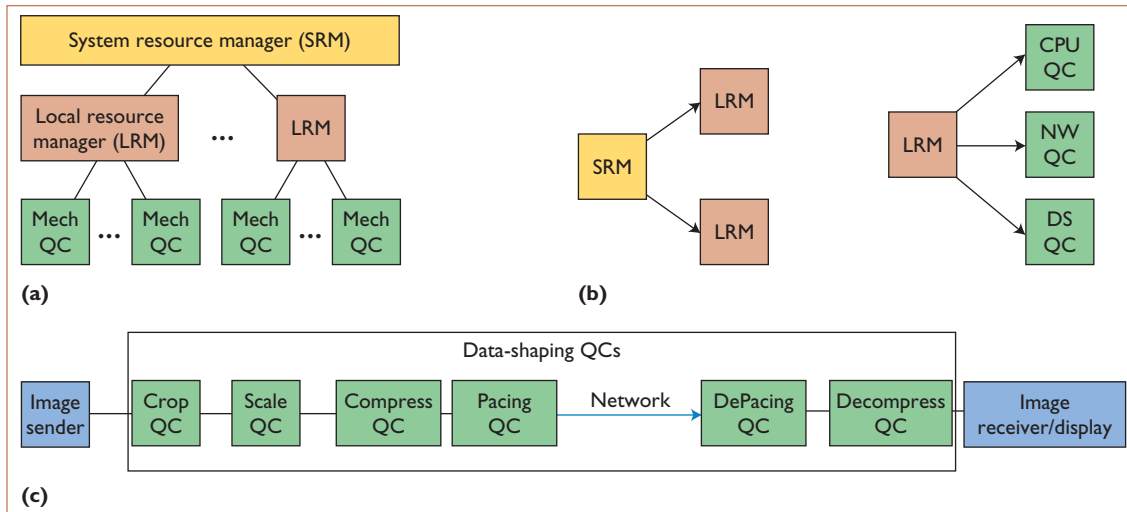 System resource manager (SRM)
Local resource
manager (LRM)
...
LRM
Mech
QC
...
Mech
QC
Mech
QC
...
Mech
QC
(a)
SRM
LRM
LRM
LRM
CPU
QC
NW
QC
DS
QC
(b)
Data-shaping QCs
Image
sender
Crop
QC
Scale
QC
Compress
QC
Pacing
QC
Network
DePacing
QC
Decompress
QC
Image
receiver/display
(c)